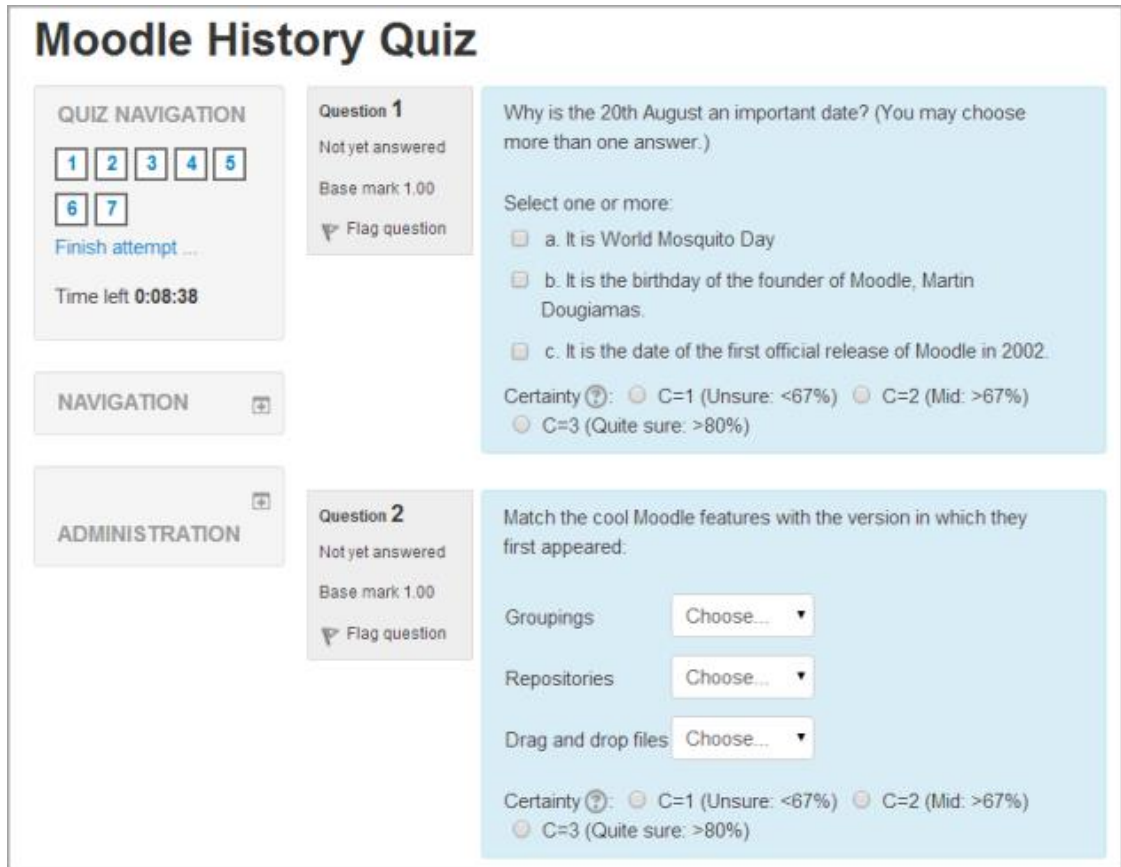 Moodle History Quiz
QUIZ NAVIGATION
1 2 3 4 5
6 7
Finish attempt ...
Time left 0:08:38
NAVIGATION
ADMINISTRATION
Question 1
Not yet answered
Base mark 1.00
Flag question
Why is the 20th August an important date? (You may choose
more than one answer.)
Select one or more:
a. It is World Mosquito Day
b. It is the birthday of the founder of Moodle, Martin
Dougiamas.
c. It is the date of the first official release of Moodle in 2002.
Certainty ?: C=1 (Unsure: <67%) C=2 (Mid: >67%)
C=3 (Quite sure: >80%)
Question 2
Not yet answered
Base mark 1.00
Flag question
Match the cool Moodle features with the version in which they
first appeared:
Groupings Choose...
Repositories Choose...
Drag and drop files Choose...
Certainty ?: C=1 (Unsure: <67%) C=2 (Mid: >67%)
C=3 (Quite sure: >80%)